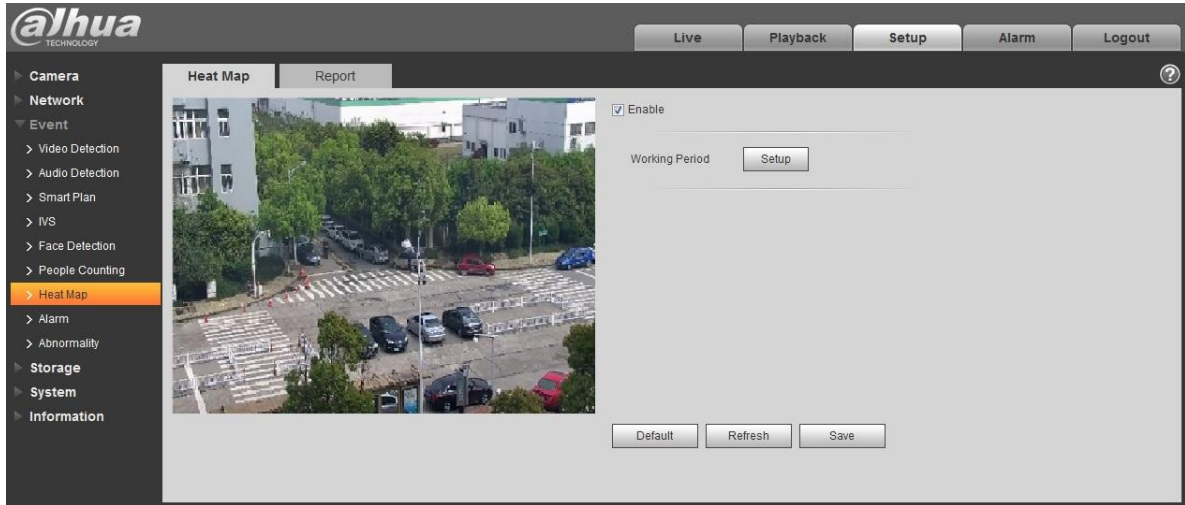 alhua
TECHNOLOGY
Live
Playback
Setup
Alarm
Logout
Camera
Network
Event
Video Detection
Audio Detection
Smart Plan
IVS
Face Detection
People Counting
Heat Map
Alarm
Abnormality
Storage
System
Information
Heat Map
Report
?
Enable
Working Period
Setup
Default
Refresh
Save